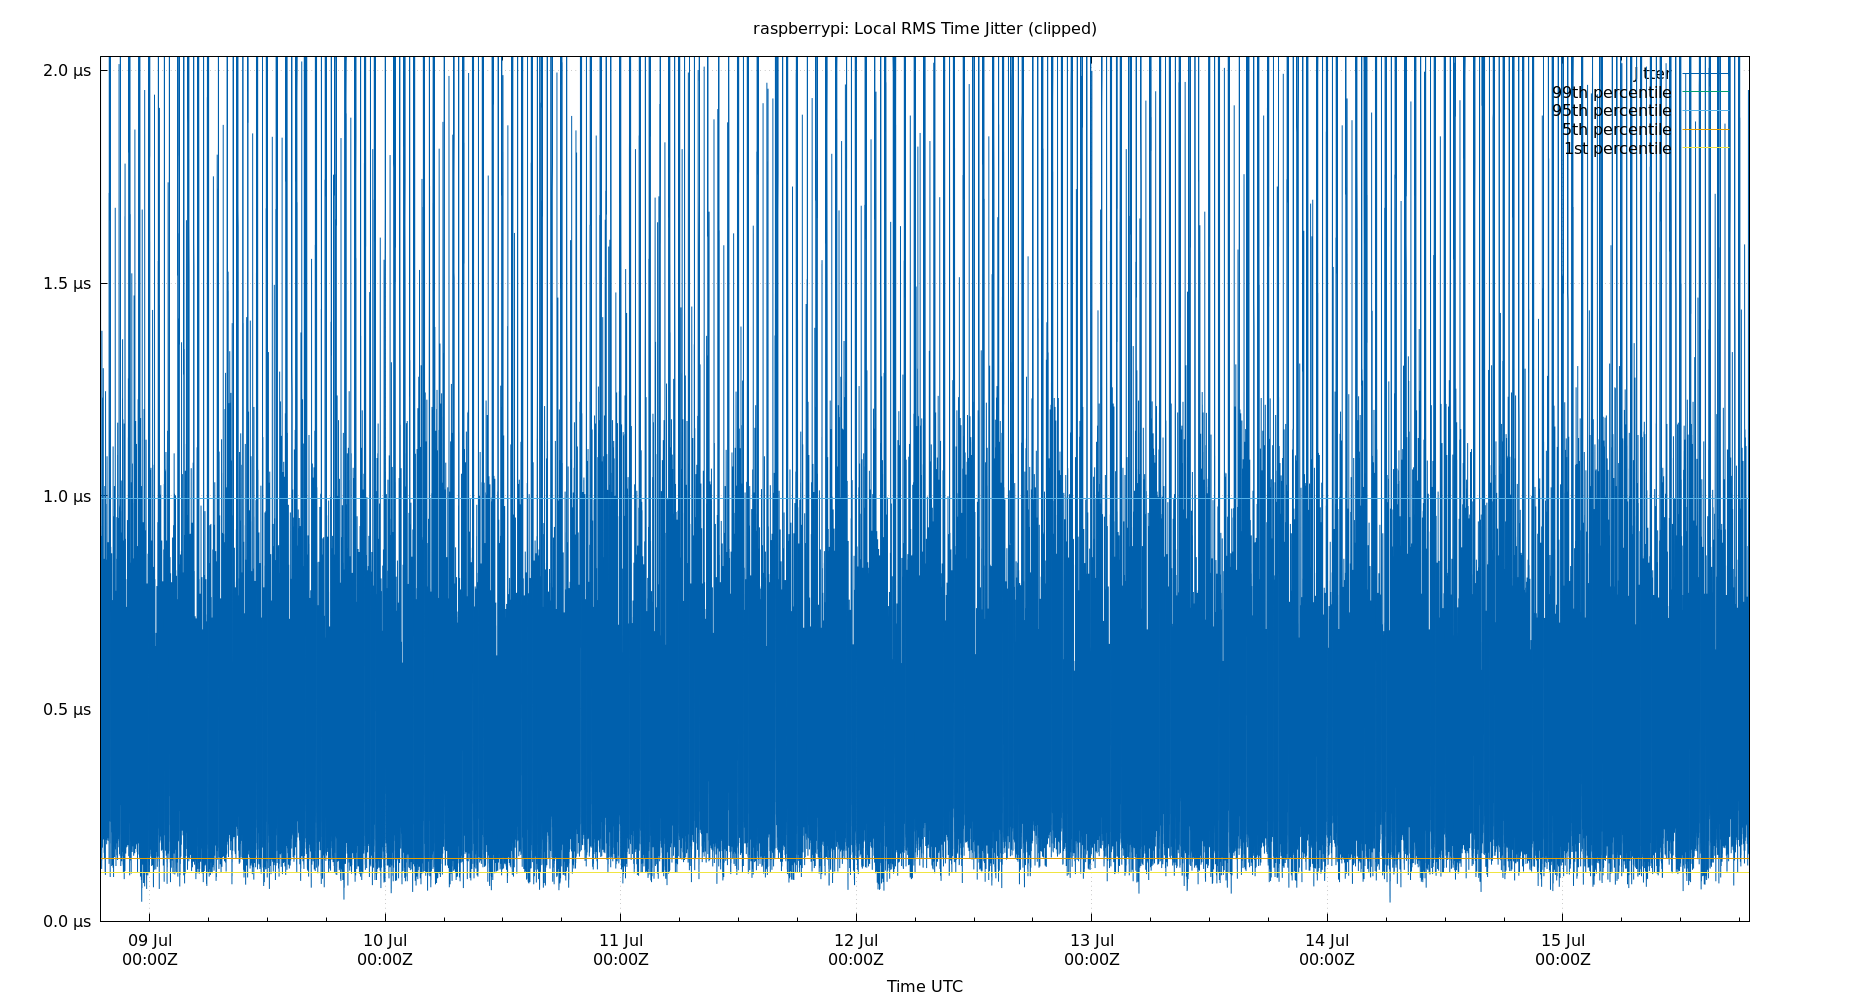 raspberrypi: Local RMS Time Jitter (clipped)
2.0 μs
1.5 μs
1.0 μs
0.5 μs
0.0 μs
jitter
99th percentile
95th percentile
5th percentile
1st percentile
09 Jul
00:00Z
10 Jul
00:00Z
11 Jul
00:00Z
12 Jul
00:00Z
13 Jul
00:00Z
14 Jul
00:00Z
15 Jul
00:00Z
Time UTC